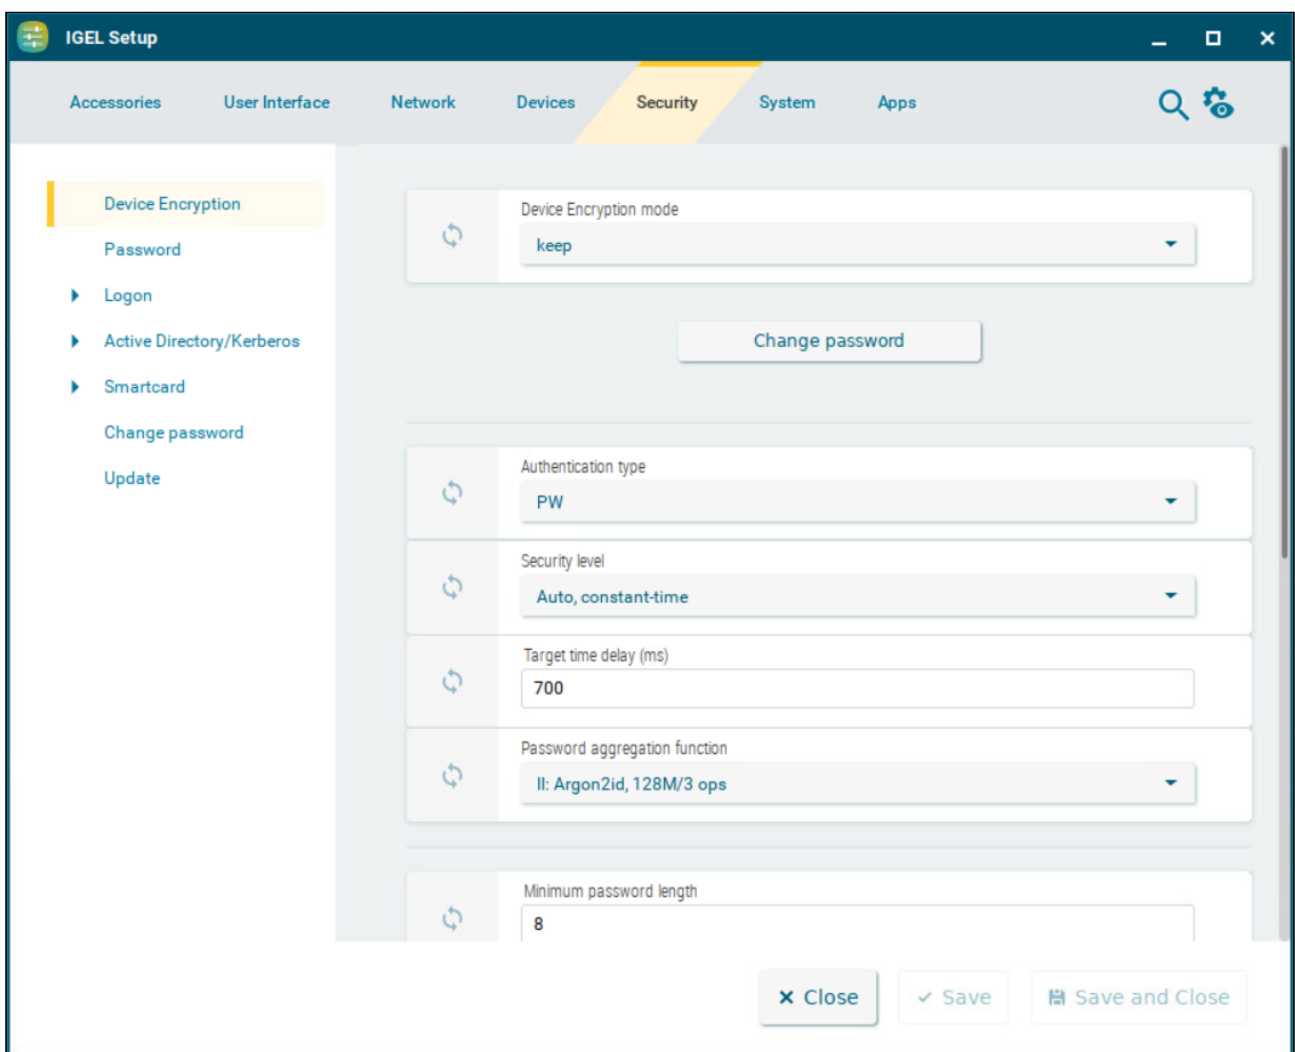 IGEL Setup
Accessories User Interface Network Devices Security System Apps
Device Encryption
Password
Logon
Active Directory/Kerberos
Smartcard
Change password
Update
Device Encryption mode
keep
Change password
Authentication type
PW
Security level
Auto, constant-time
Target time delay (ms)
700
Password aggregation function
II: Argon2id, 128M/3 ops
Minimum password length
8
Close Save Save and Close